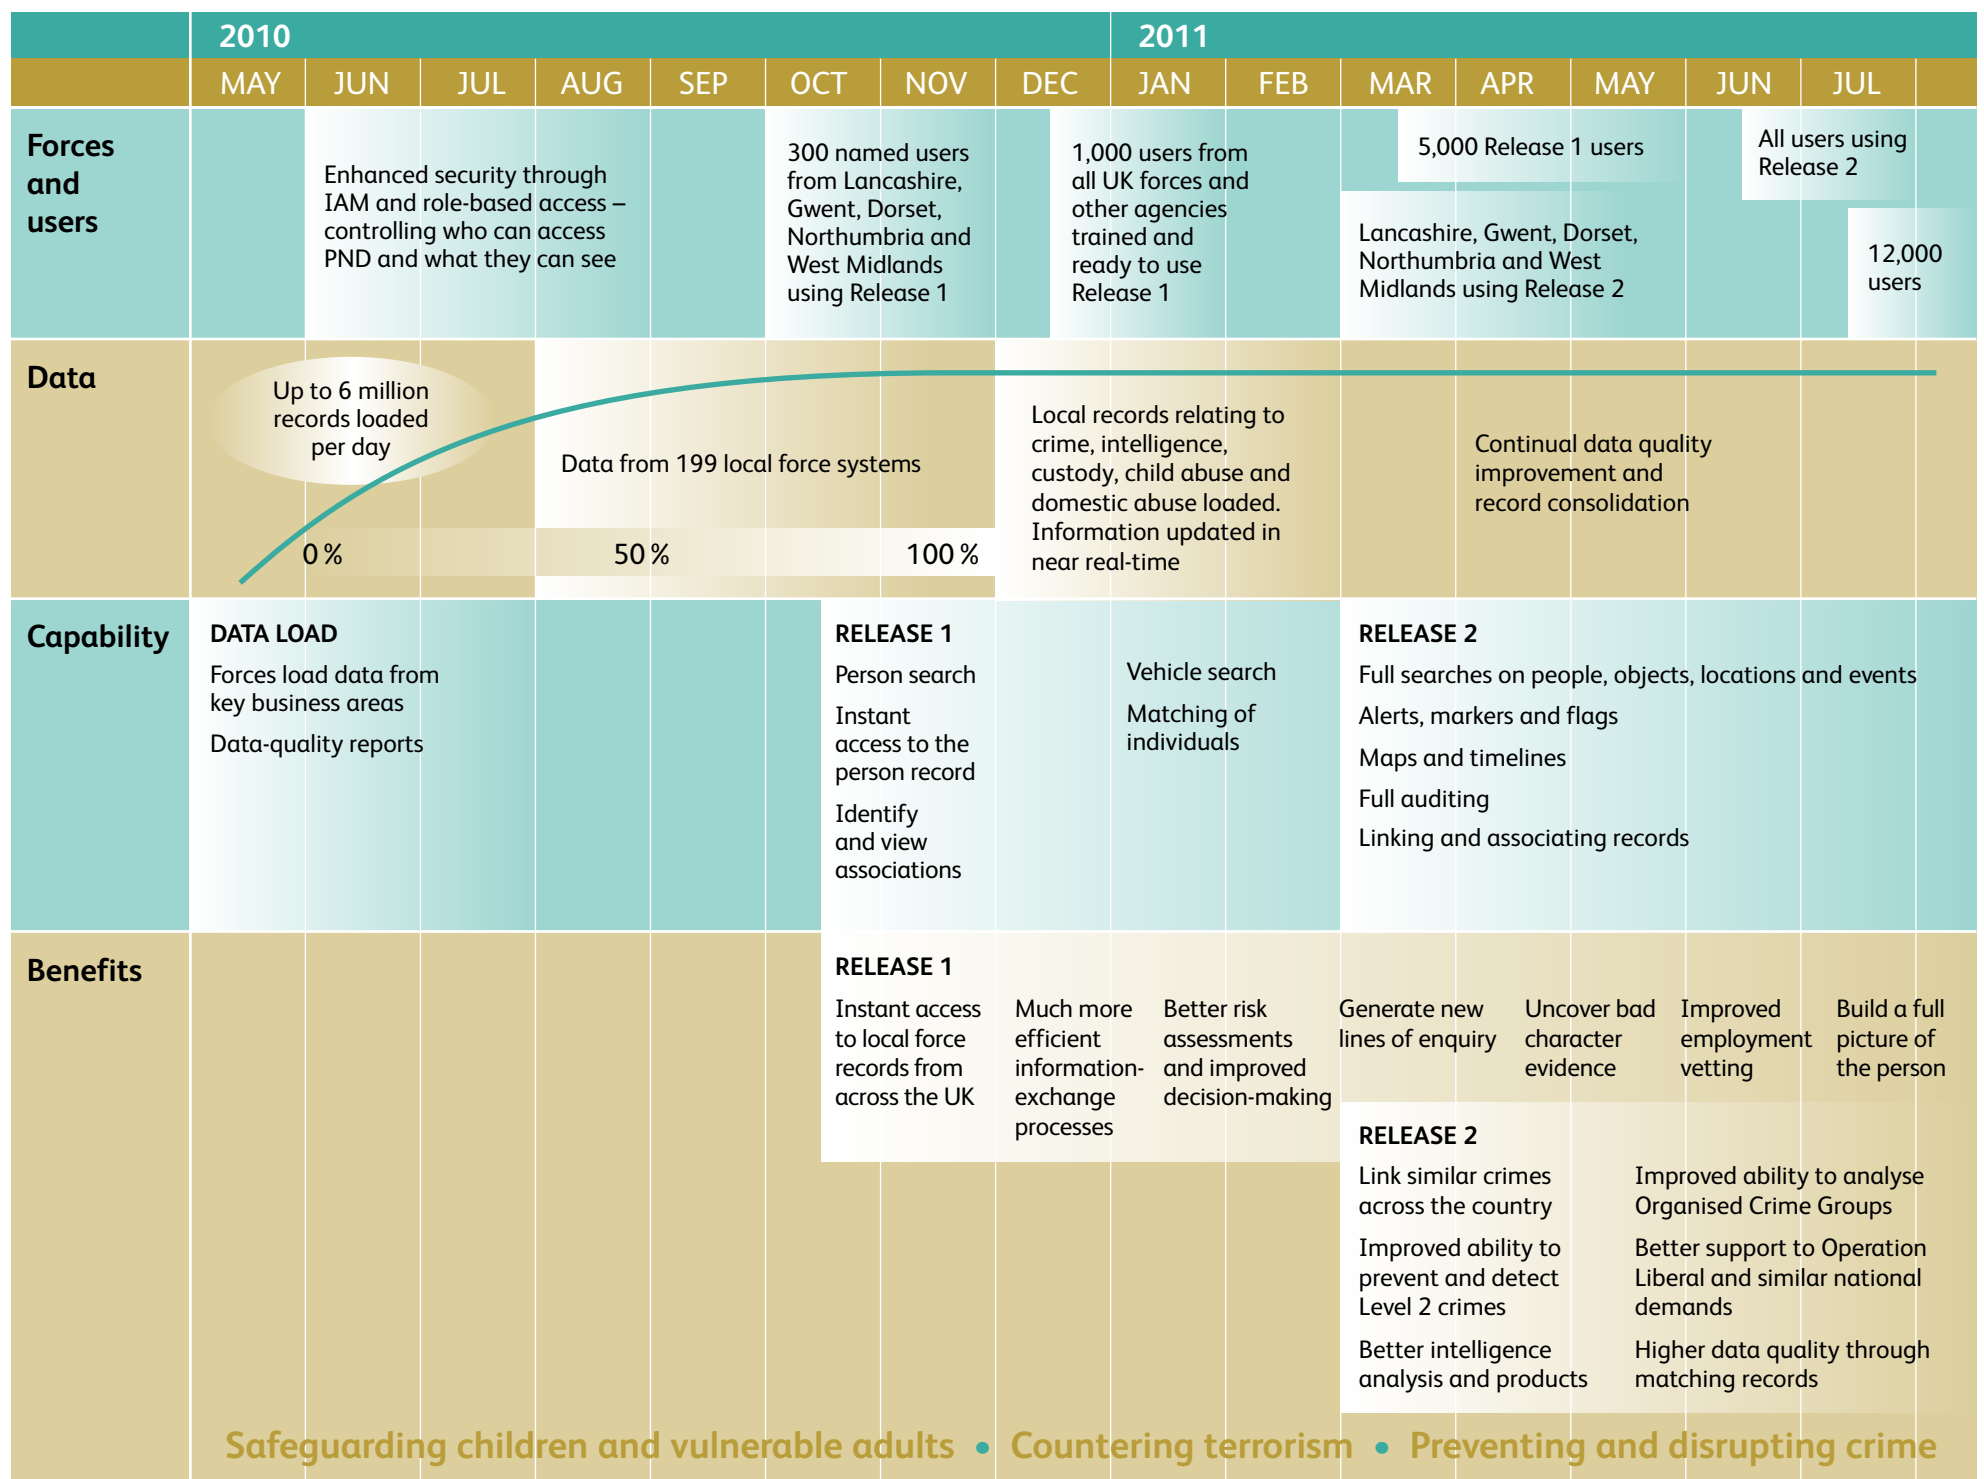 2010
2011
MAY JUN JUL AUG SEP OCT NOV DEC JAN FEB MAR APR MAY JUN JUL
Forces
and
users
Enhanced security through
IAM and role-based access –
controlling who can access
PND and what they can see
300 named users
from Lancashire,
Gwent, Dorset,
Northumbria and
West Midlands
using Release 1
1,000 users from
all UK forces and
other agencies
trained and
ready to use
Release 1
5,000 Release 1 users
Lancashire, Gwent, Dorset,
Northumbria and West
Midlands using Release 2
All users using
Release 2
12,000
users
Data
Up to 6 million
records loaded
per day
Data from 199 local force systems
0 % 50 % 100 %
Local records relating to
crime, intelligence,
custody, child abuse and
domestic abuse loaded.
Information updated in
near real-time
Continual data quality
improvement and
record consolidation
Capability
DATA LOAD
Forces load data from
key business areas
Data-quality reports
RELEASE 1
Person search
Instant
access to the
person record
Identify
and view
associations
Vehicle search
Matching of
individuals
RELEASE 2
Full searches on people, objects, locations and events
Alerts, markers and flags
Maps and timelines
Full auditing
Linking and associating records
Benefits
RELEASE 1
Instant access
to local force
records from
across the UK
Much more
efficient
information-
exchange
processes
Better risk
assessments
and improved
decision-making
Generate new
lines of enquiry
Uncover bad
character
evidence
Improved
employment
vetting
Build a full
picture of
the person
RELEASE 2
Link similar crimes
across the country
Improved ability to
prevent and detect
Level 2 crimes
Better intelligence
analysis and products
Improved ability to analyse
Organised Crime Groups
Better support to Operation
Liberal and similar national
demands
Higher data quality through
matching records
Safeguarding children and vulnerable adults • Countering terrorism • Preventing and disrupting crime